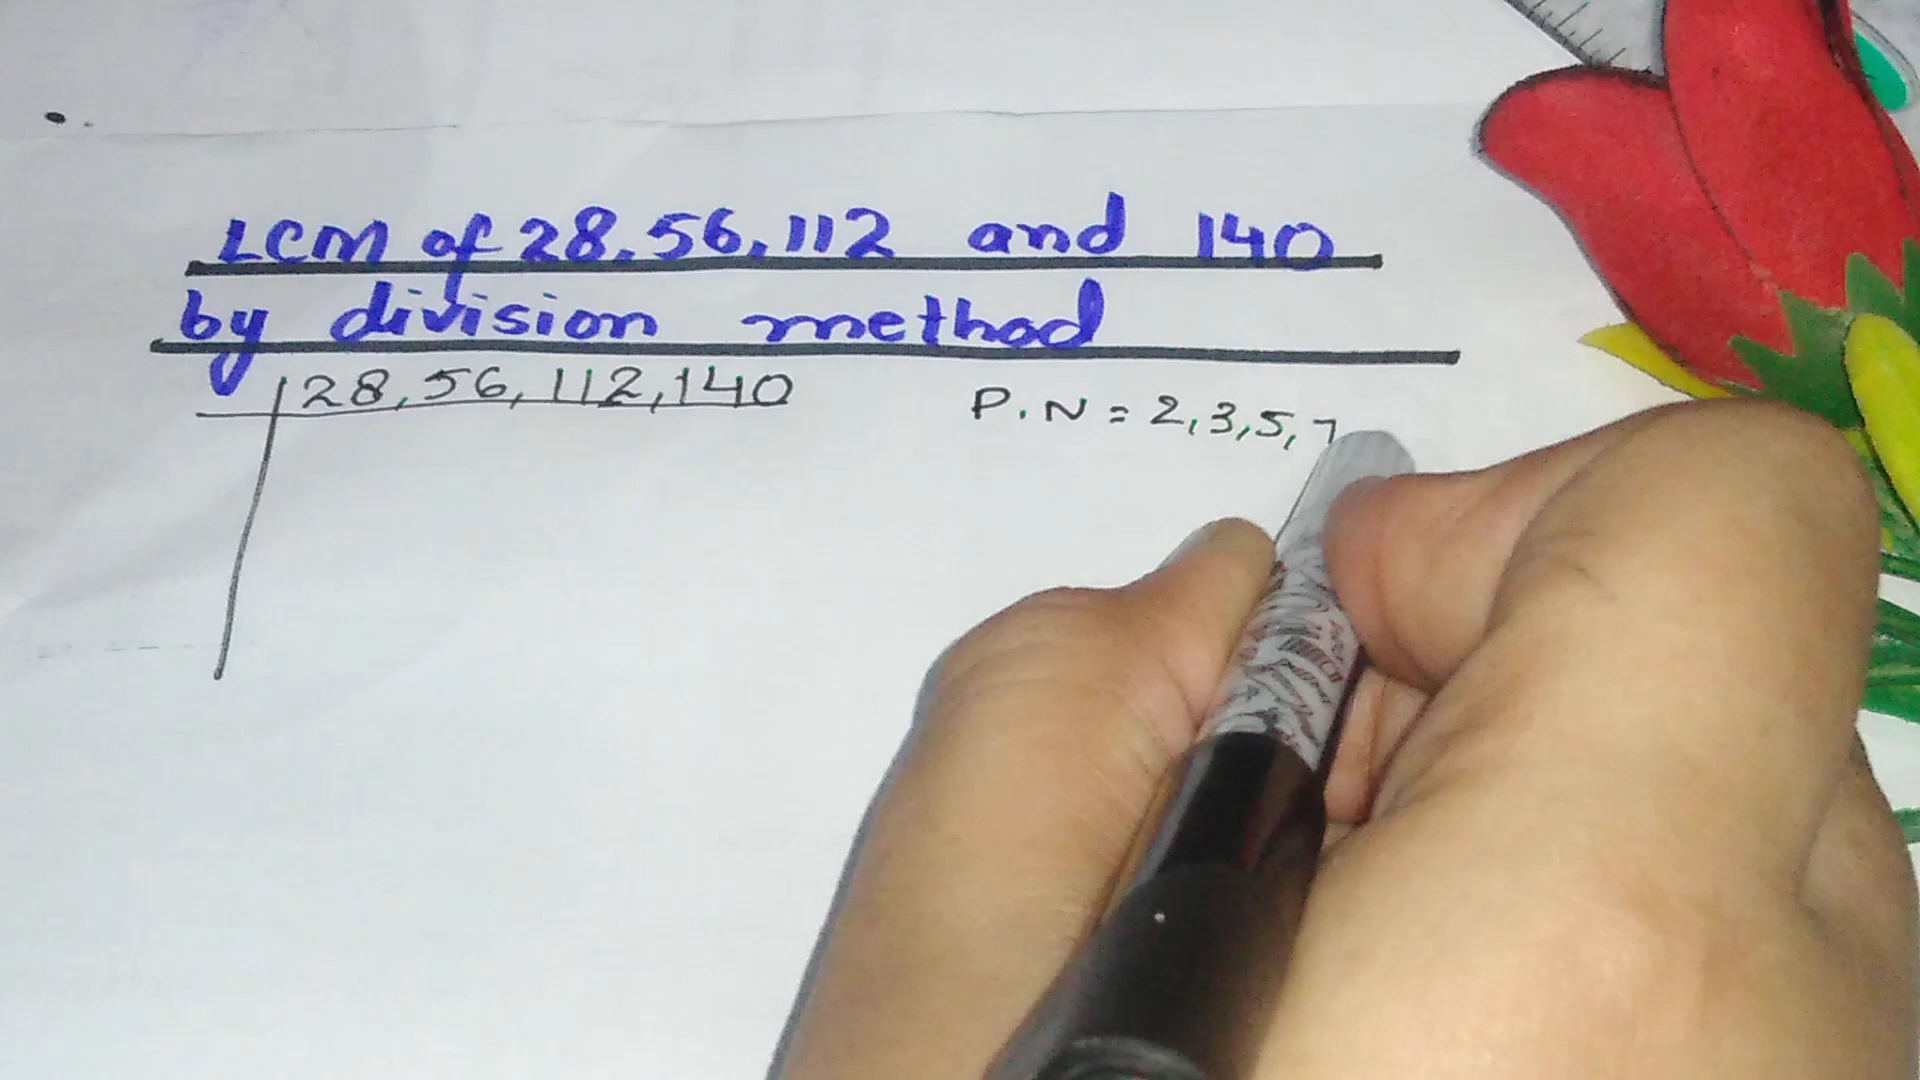 LCM of 28,56,112 and 140
by division method
28,56,112,140
P.N = 2,3,5,7